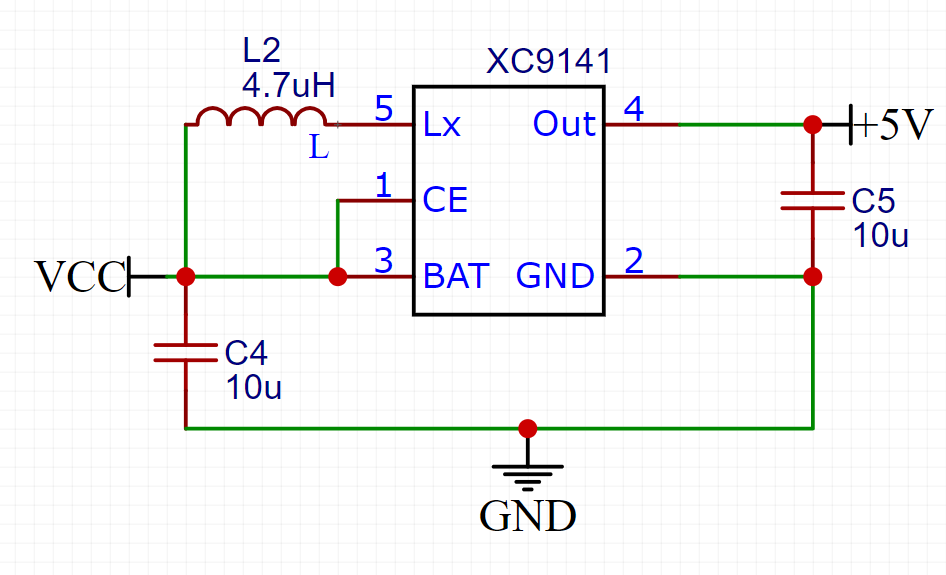 L2
4.7uH
XC9141
5
Lx
Out
4
+5V
L
1
CE
C5
10u
VCC
3
BAT
GND
2
C4
10u
GND